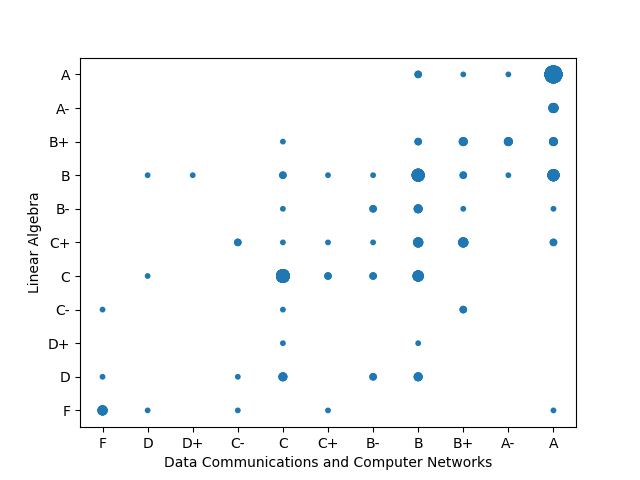 A
A-
B+
B
B-
C+
C
C-
D+
D
F
Linear Algebra
F D D+ C- C C+ B- B B+ A- A
Data Communications and Computer Networks